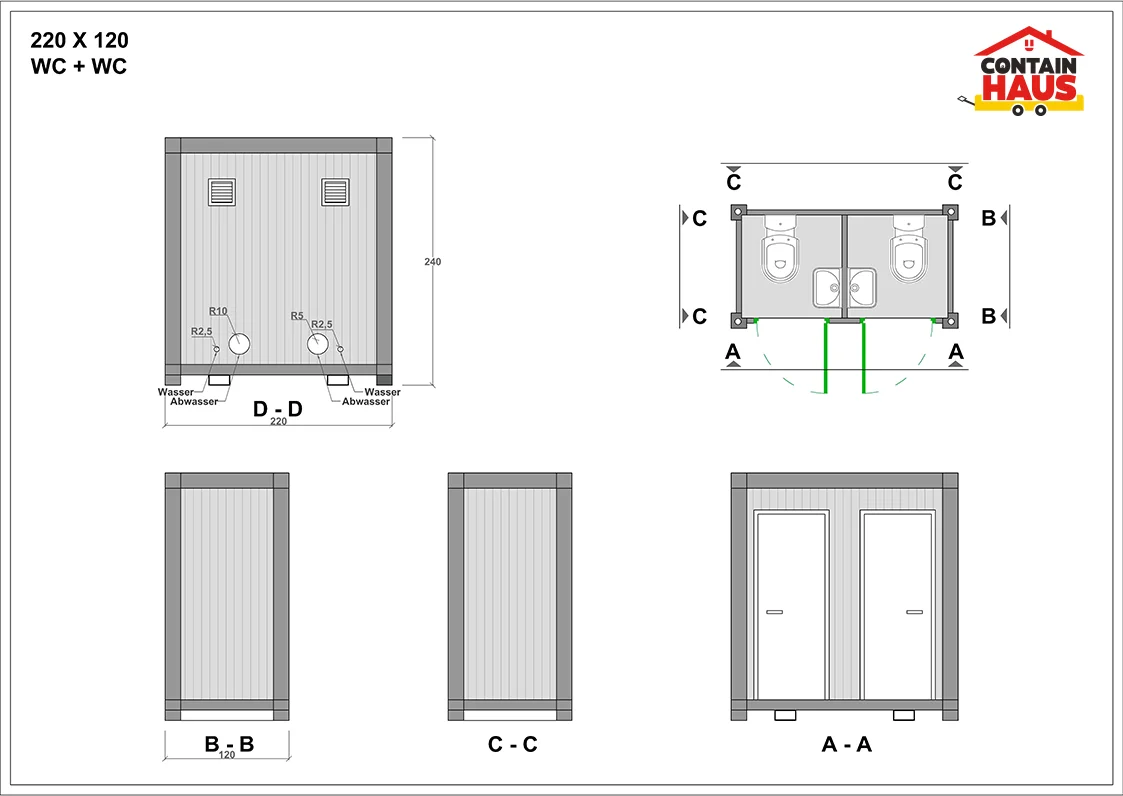 220 X 120
WC + WC
CONTAIN
HAUS
240
R10
R2,5
R5
R2,5
Wasser
Abwasser
Wasser
Abwasser
D - D
220
C
C
C
B
C
B
A
A
B - B
120
C - C
A - A